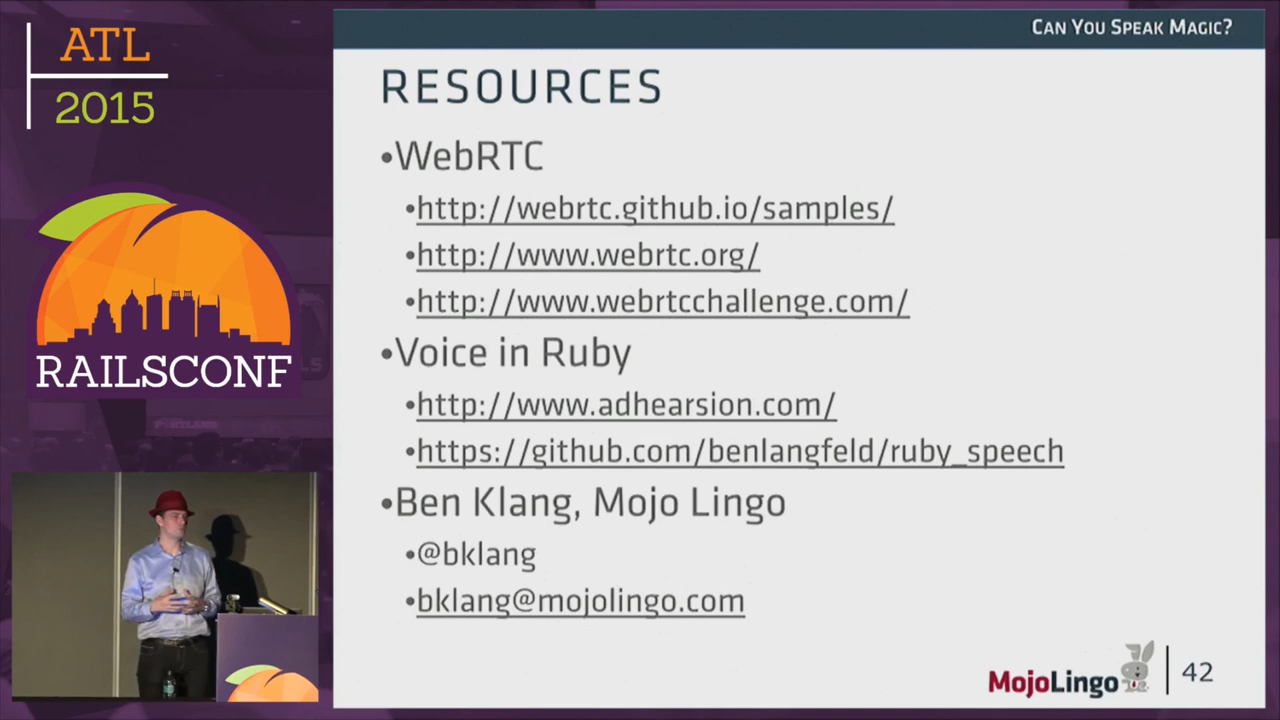 ATL
2015
RAILSCONF
CAN YOU SPEAK MAGIC?
RESOURCES
•WebRTC
•http://webrtc.github.io/samples/
•http://www.webrtc.org/
•http://www.webrtcchallenge.com/
•Voice in Ruby
•http://www.adhearsion.com/
•https://github.com/benlangfeld/ruby_speech
•Ben Klang, Mojo Lingo
•@bklang
•bklang@mojolingo.com
MojoLingo
42